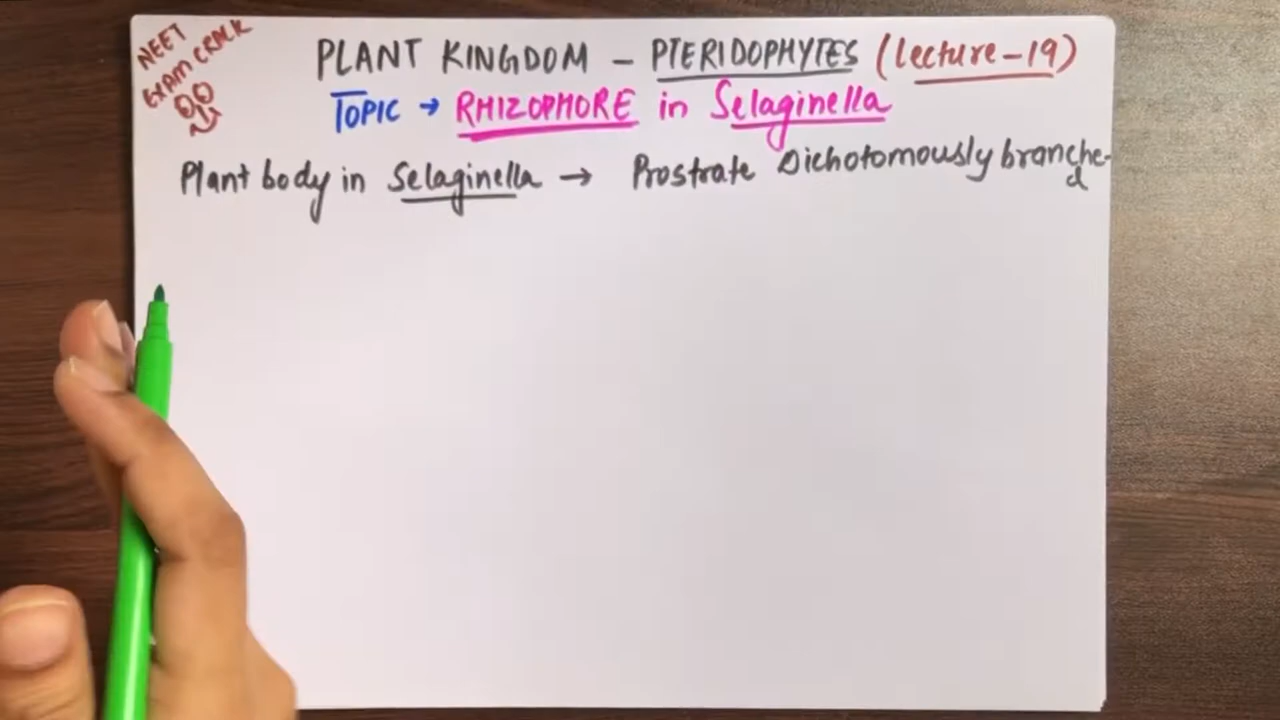 NEET
EXAM CRACK
PLANT KINGDOM - PTERIDOPHYTES (lecture-19)
TOPIC → RHIZOPHORE in Selaginella
Plant body in Selaginella → Prostrate Dichotomously branche-
d